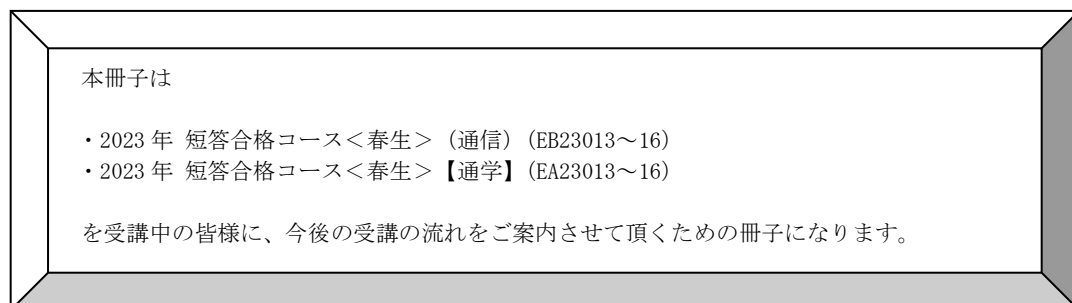 本冊子は
・2023 年 短答合格コース＜春生＞（通信）(EB23013～16)
・2023 年 短答合格コース＜春生＞【通学】(EA23013～16)
を受講中の皆様に、今後の受講の流れをご案内させて頂くための冊子になります。